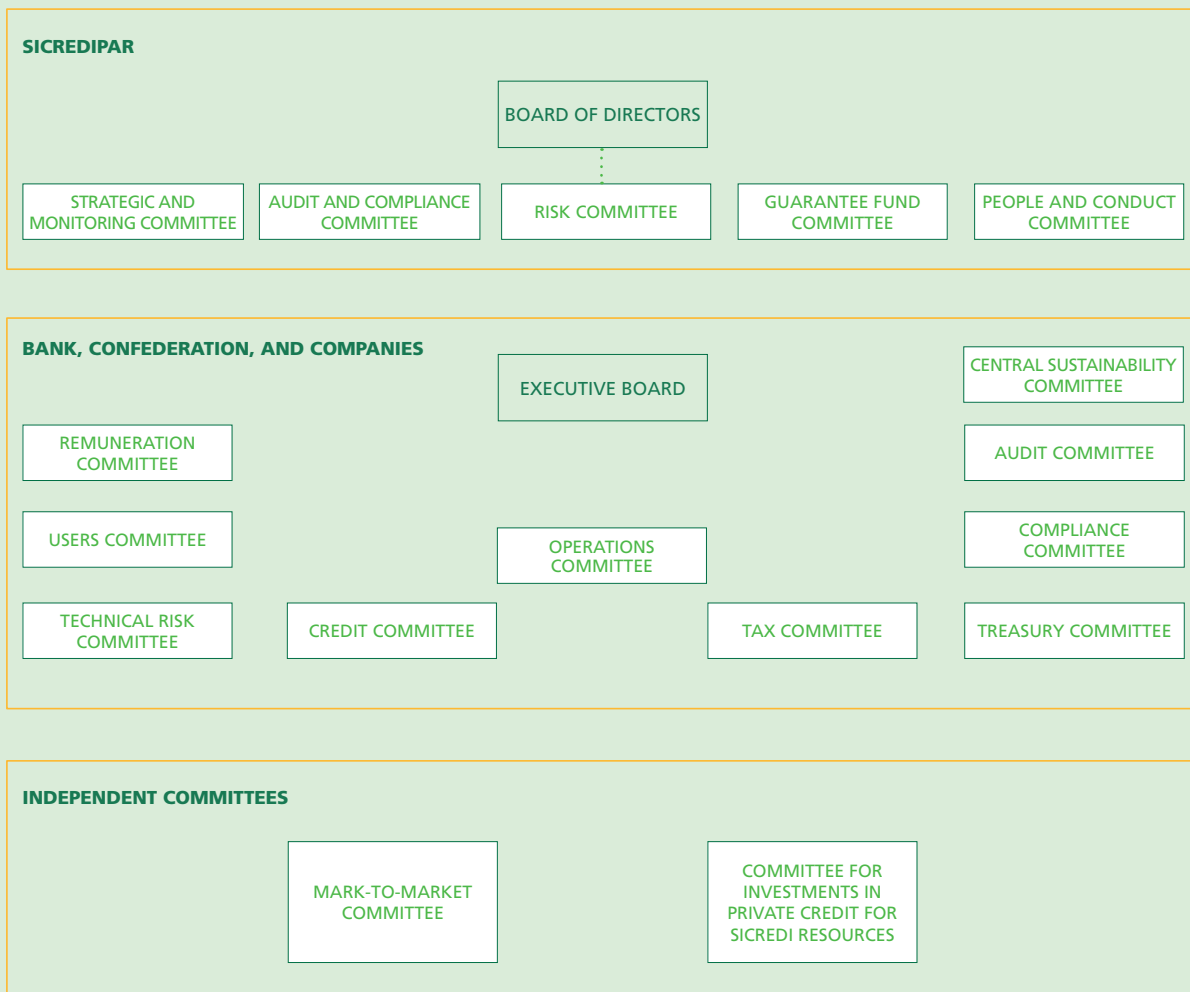 SICREDIPAR
BOARD OF DIRECTORS
STRATEGIC AND
MONITORING COMMITTEE
AUDIT AND COMPLIANCE
COMMITTEE
RISK COMMITTEE
GUARANTEE FUND
COMMITTEE
PEOPLE AND CONDUCT
COMMITTEE
BANK, CONFEDERATION, AND COMPANIES
EXECUTIVE BOARD
CENTRAL SUSTAINABILITY
COMMITTEE
REMUNERATION
COMMITTEE
AUDIT COMMITTEE
USERS COMMITTEE
OPERATIONS
COMMITTEE
COMPLIANCE
COMMITTEE
TECHNICAL RISK
COMMITTEE
CREDIT COMMITTEE
TAX COMMITTEE
TREASURY COMMITTEE
INDEPENDENT COMMITTEES
MARK-TO-MARKET
COMMITTEE
COMMITTEE FOR
INVESTMENTS IN
PRIVATE CREDIT FOR
SICREDI RESOURCES